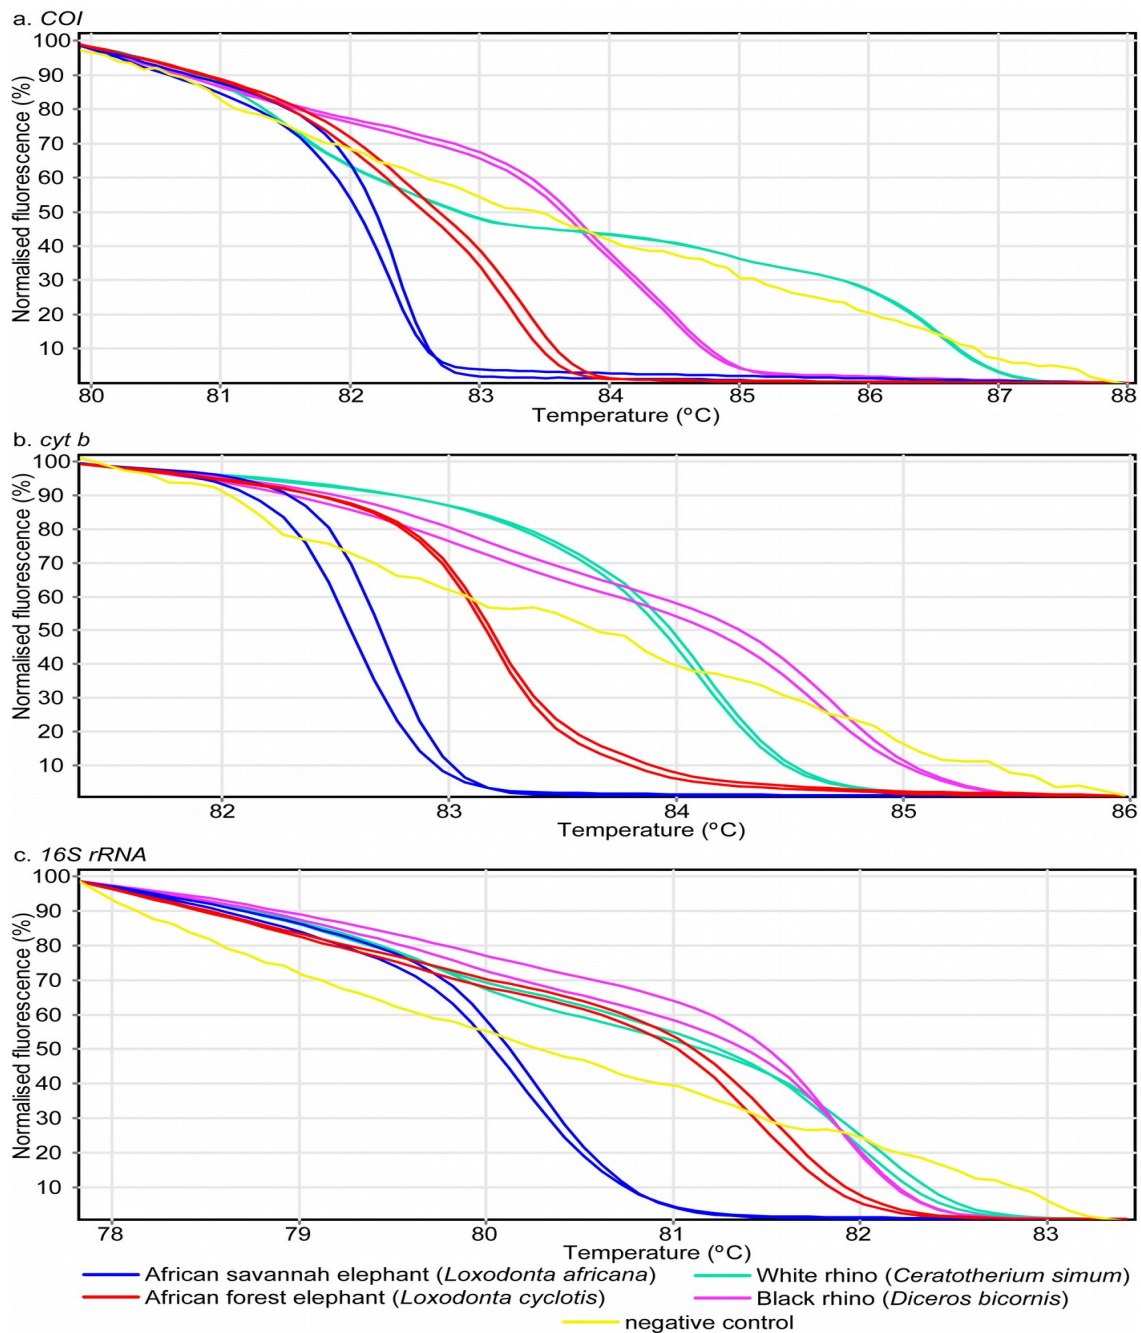 a. COI
Normalised fluorescence (%)
100
90
80
70
60
50
40
30
20
10
80 81 82 83 84 85 86 87 88
Temperature (°C)
b. cyt b
Normalised fluorescence (%)
100
90
80
70
60
50
40
30
20
10
82 83 84 85 86
Temperature (°C)
c. 16S rRNA
Normalised fluorescence (%)
100
90
80
70
60
50
40
30
20
10
78 79 80 81 82 83
Temperature (°C)
African savannah elephant (Loxodonta africana) White rhino (Ceratotherium simum)
African forest elephant (Loxodonta cyclotis) Black rhino (Diceros bicornis)
negative control